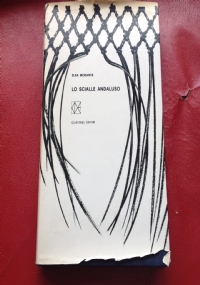 ELSA MORANTE
LO SCIALLE ANDALUSO
EINAUDI EDITORE